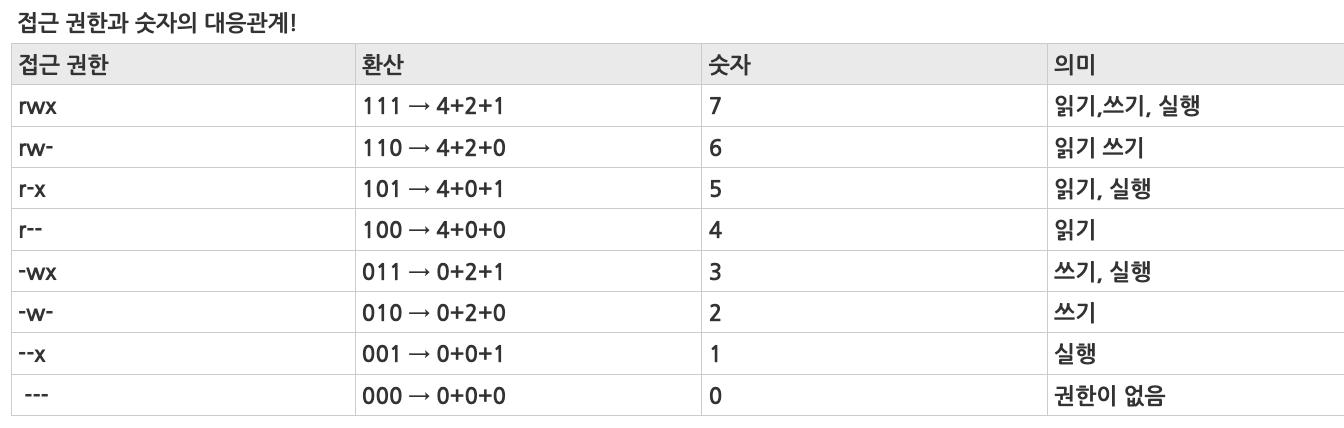 접근 권한과 숫자의 대응관계!
접근 권한 환산 숫자 의미
rwx 111 → 4+2+1 7 읽기,쓰기, 실행
rw- 110 → 4+2+0 6 읽기 쓰기
r-x 101 → 4+0+1 5 읽기, 실행
r-- 100 → 4+0+0 4 읽기
-wx 011 → 0+2+1 3 쓰기, 실행
-w- 010 → 0+2+0 2 쓰기
--x 001 → 0+0+1 1 실행
--- 000 → 0+0+0 0 권한이 없음